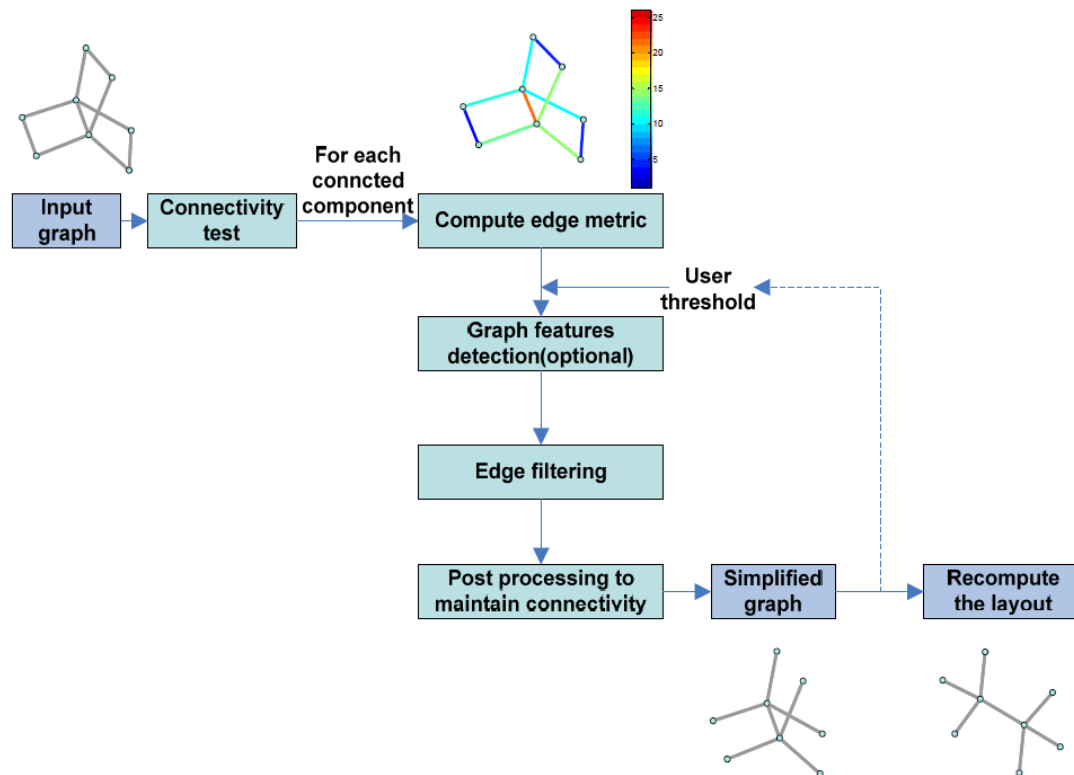 25
20
15
10
5
For each
conncted
component
Input
graph
Connectivity
test
Compute edge metric
User
threshold
Graph features
detection(optional)
Edge filtering
Post processing to
maintain connectivity
Simplified
graph
Recompute
the layout